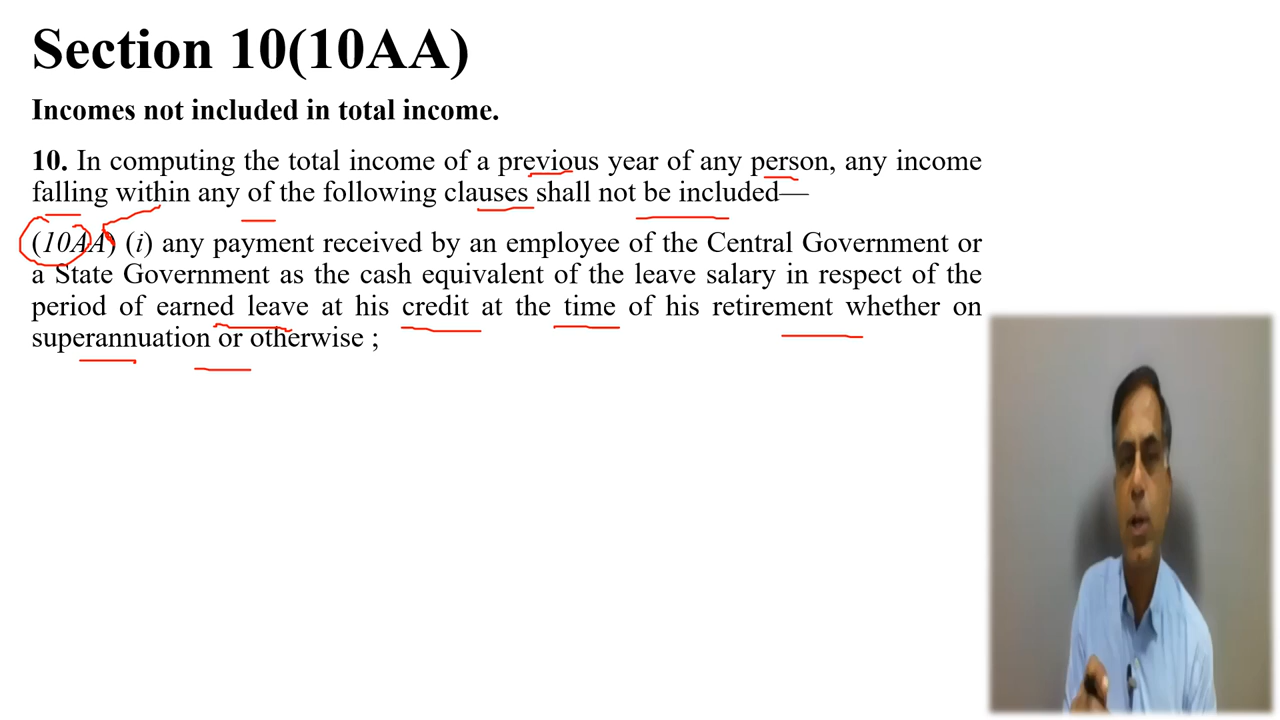 Section 10(10AA)
Incomes not included in total income.
10. In computing the total income of a previous year of any person, any income
falling within any of the following clauses shall not be included—
(10AA) (i) any payment received by an employee of the Central Government or
a State Government as the cash equivalent of the leave salary in respect of the
period of earned leave at his credit at the time of his retirement whether on
superannuation or otherwise ;